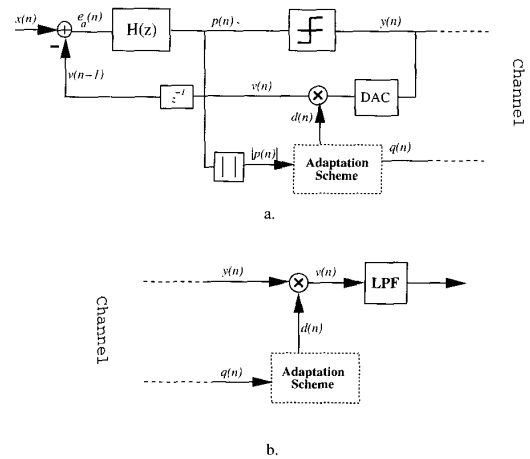 x(n)
e_a(n)
H(z)
p(n)
y(n)
+
−
v(n−1)
z^{-1}
v(n)
×
DAC
d(n)
| |
|p(n)|
Adaptation
Scheme
q(n)
Channel
a.
y(n)
×
v(n)
LPF
d(n)
Channel
q(n)
Adaptation
Scheme
b.